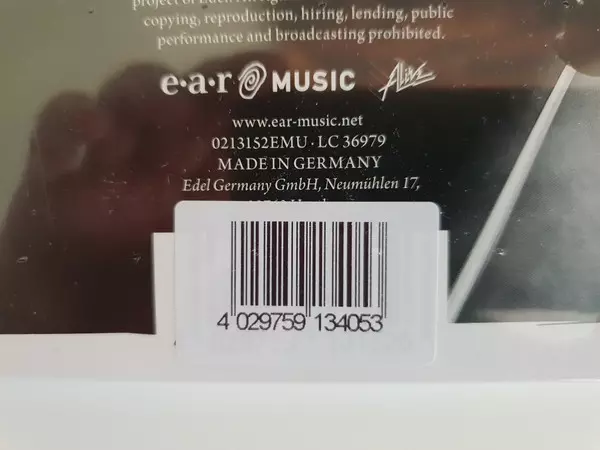 copying, reproduction, hiring, lending, public
performance and broadcasting prohibited.
e·a·r MUSIC Alive
www.ear-music.net
0213152EMU · LC 36979
MADE IN GERMANY
Edel Germany GmbH, Neumühlen 17,
4 029759 134053